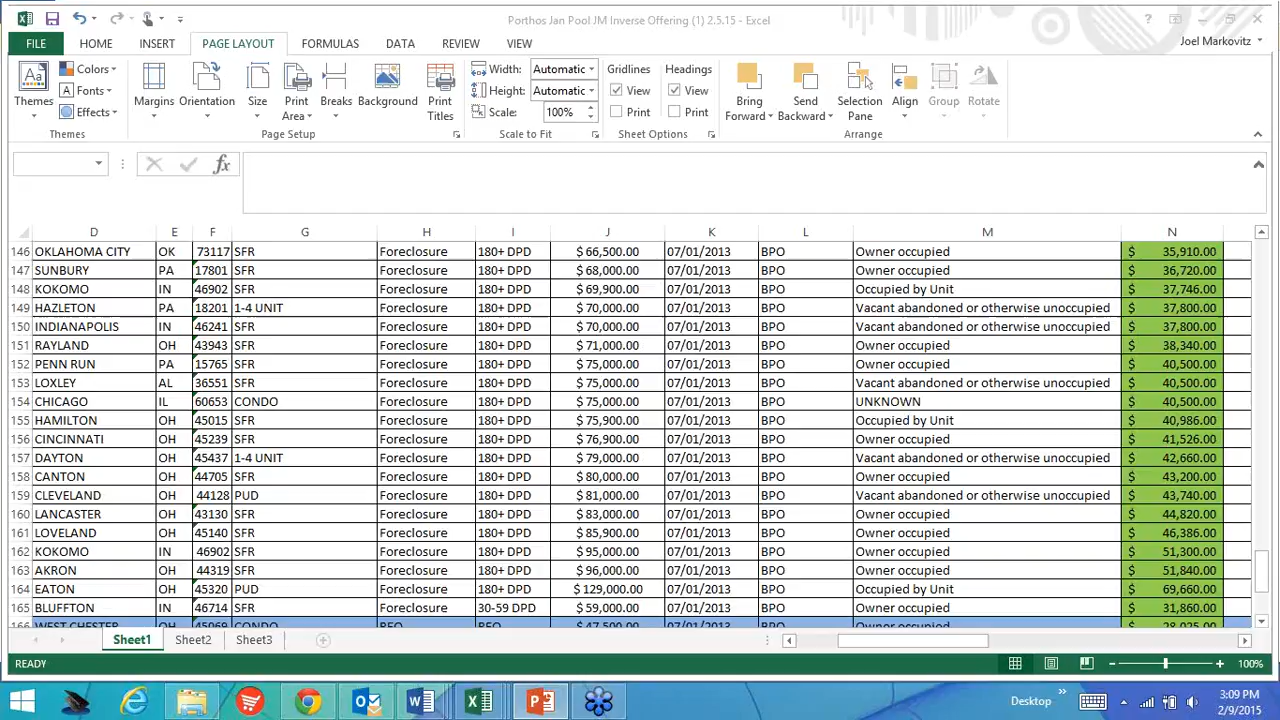 Porthos Jan Pool JM Inverse Offering (1) 2.5.15 - Excel
?
FILE HOME INSERT PAGE LAYOUT FORMULAS DATA REVIEW VIEW Joel Markovitz
Themes Colors Fonts Effects Margins Orientation Size Print Area Breaks Background Print Titles Width: Automatic Height: Automatic Scale: 100% Gridlines View Print Headings View Print Bring Forward Send Backward Selection Pane Align Group Rotate
Themes Page Setup Scale to Fit Sheet Options Arrange
fx
D E F G H I J K L M N
146 OKLAHOMA CITY OK 73117 SFR Foreclosure 180+ DPD $ 66,500.00 07/01/2013 BPO Owner occupied $ 35,910.00
147 SUNBURY PA 17801 SFR Foreclosure 180+ DPD $ 68,000.00 07/01/2013 BPO Owner occupied $ 36,720.00
148 KOKOMO IN 46902 SFR Foreclosure 180+ DPD $ 69,900.00 07/01/2013 BPO Occupied by Unit $ 37,746.00
149 HAZLETON PA 18201 1-4 UNIT Foreclosure 180+ DPD $ 70,000.00 07/01/2013 BPO Vacant abandoned or otherwise unoccupied $ 37,800.00
150 INDIANAPOLIS IN 46241 SFR Foreclosure 180+ DPD $ 70,000.00 07/01/2013 BPO Vacant abandoned or otherwise unoccupied $ 37,800.00
151 RAYLAND OH 43943 SFR Foreclosure 180+ DPD $ 71,000.00 07/01/2013 BPO Owner occupied $ 38,340.00
152 PENN RUN PA 15765 SFR Foreclosure 180+ DPD $ 75,000.00 07/01/2013 BPO Owner occupied $ 40,500.00
153 LOXLEY AL 36551 SFR Foreclosure 180+ DPD $ 75,000.00 07/01/2013 BPO Vacant abandoned or otherwise unoccupied $ 40,500.00
154 CHICAGO IL 60653 CONDO Foreclosure 180+ DPD $ 75,000.00 07/01/2013 BPO UNKNOWN $ 40,500.00
155 HAMILTON OH 45015 SFR Foreclosure 180+ DPD $ 75,900.00 07/01/2013 BPO Occupied by Unit $ 40,986.00
156 CINCINNATI OH 45239 SFR Foreclosure 180+ DPD $ 76,900.00 07/01/2013 BPO Owner occupied $ 41,526.00
157 DAYTON OH 45437 1-4 UNIT Foreclosure 180+ DPD $ 79,000.00 07/01/2013 BPO Vacant abandoned or otherwise unoccupied $ 42,660.00
158 CANTON OH 44705 SFR Foreclosure 180+ DPD $ 80,000.00 07/01/2013 BPO Owner occupied $ 43,200.00
159 CLEVELAND OH 44128 PUD Foreclosure 180+ DPD $ 81,000.00 07/01/2013 BPO Vacant abandoned or otherwise unoccupied $ 43,740.00
160 LANCASTER OH 43130 SFR Foreclosure 180+ DPD $ 83,000.00 07/01/2013 BPO Owner occupied $ 44,820.00
161 LOVELAND OH 45140 SFR Foreclosure 180+ DPD $ 85,900.00 07/01/2013 BPO Owner occupied $ 46,386.00
162 KOKOMO IN 46902 SFR Foreclosure 180+ DPD $ 95,000.00 07/01/2013 BPO Owner occupied $ 51,300.00
163 AKRON OH 44319 SFR Foreclosure 180+ DPD $ 96,000.00 07/01/2013 BPO Owner occupied $ 51,840.00
164 EATON OH 45320 PUD Foreclosure 180+ DPD $ 129,000.00 07/01/2013 BPO Occupied by Unit $ 69,660.00
165 BLUFFTON IN 46714 SFR Foreclosure 30-59 DPD $ 59,000.00 07/01/2013 BPO Owner occupied $ 31,860.00
166 WEST CHESTER OH 45069 CONDO REO REO $ 47,500.00 07/01/2013 BPO Owner occupied $ 28,025.00
Sheet1 Sheet2 Sheet3
READY 100%
Desktop 3:09 PM
2/9/2015